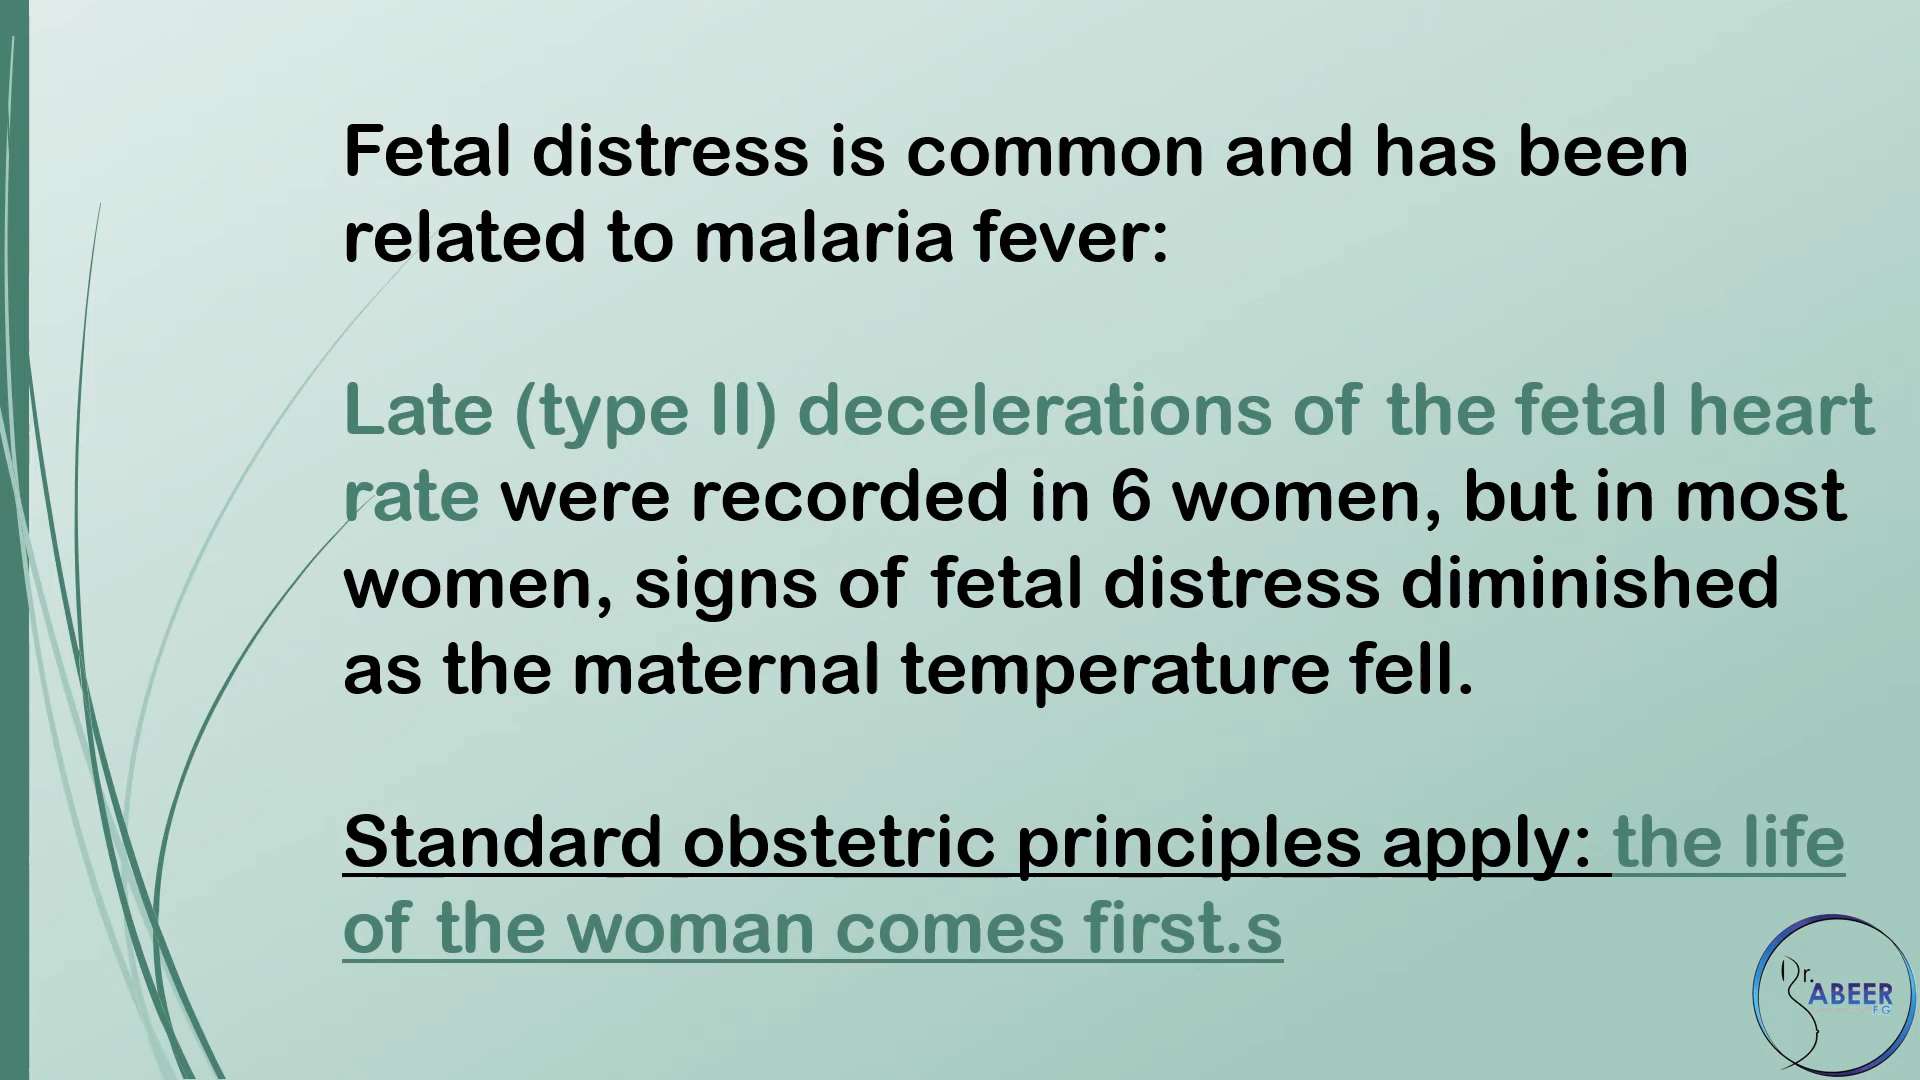 Fetal distress is common and has been
related to malaria fever:
Late (type II) decelerations of the fetal heart
rate were recorded in 6 women, but in most
women, signs of fetal distress diminished
as the maternal temperature fell.
Standard obstetric principles apply: the life
of the woman comes first.s
Dr.
ABEER
F.G